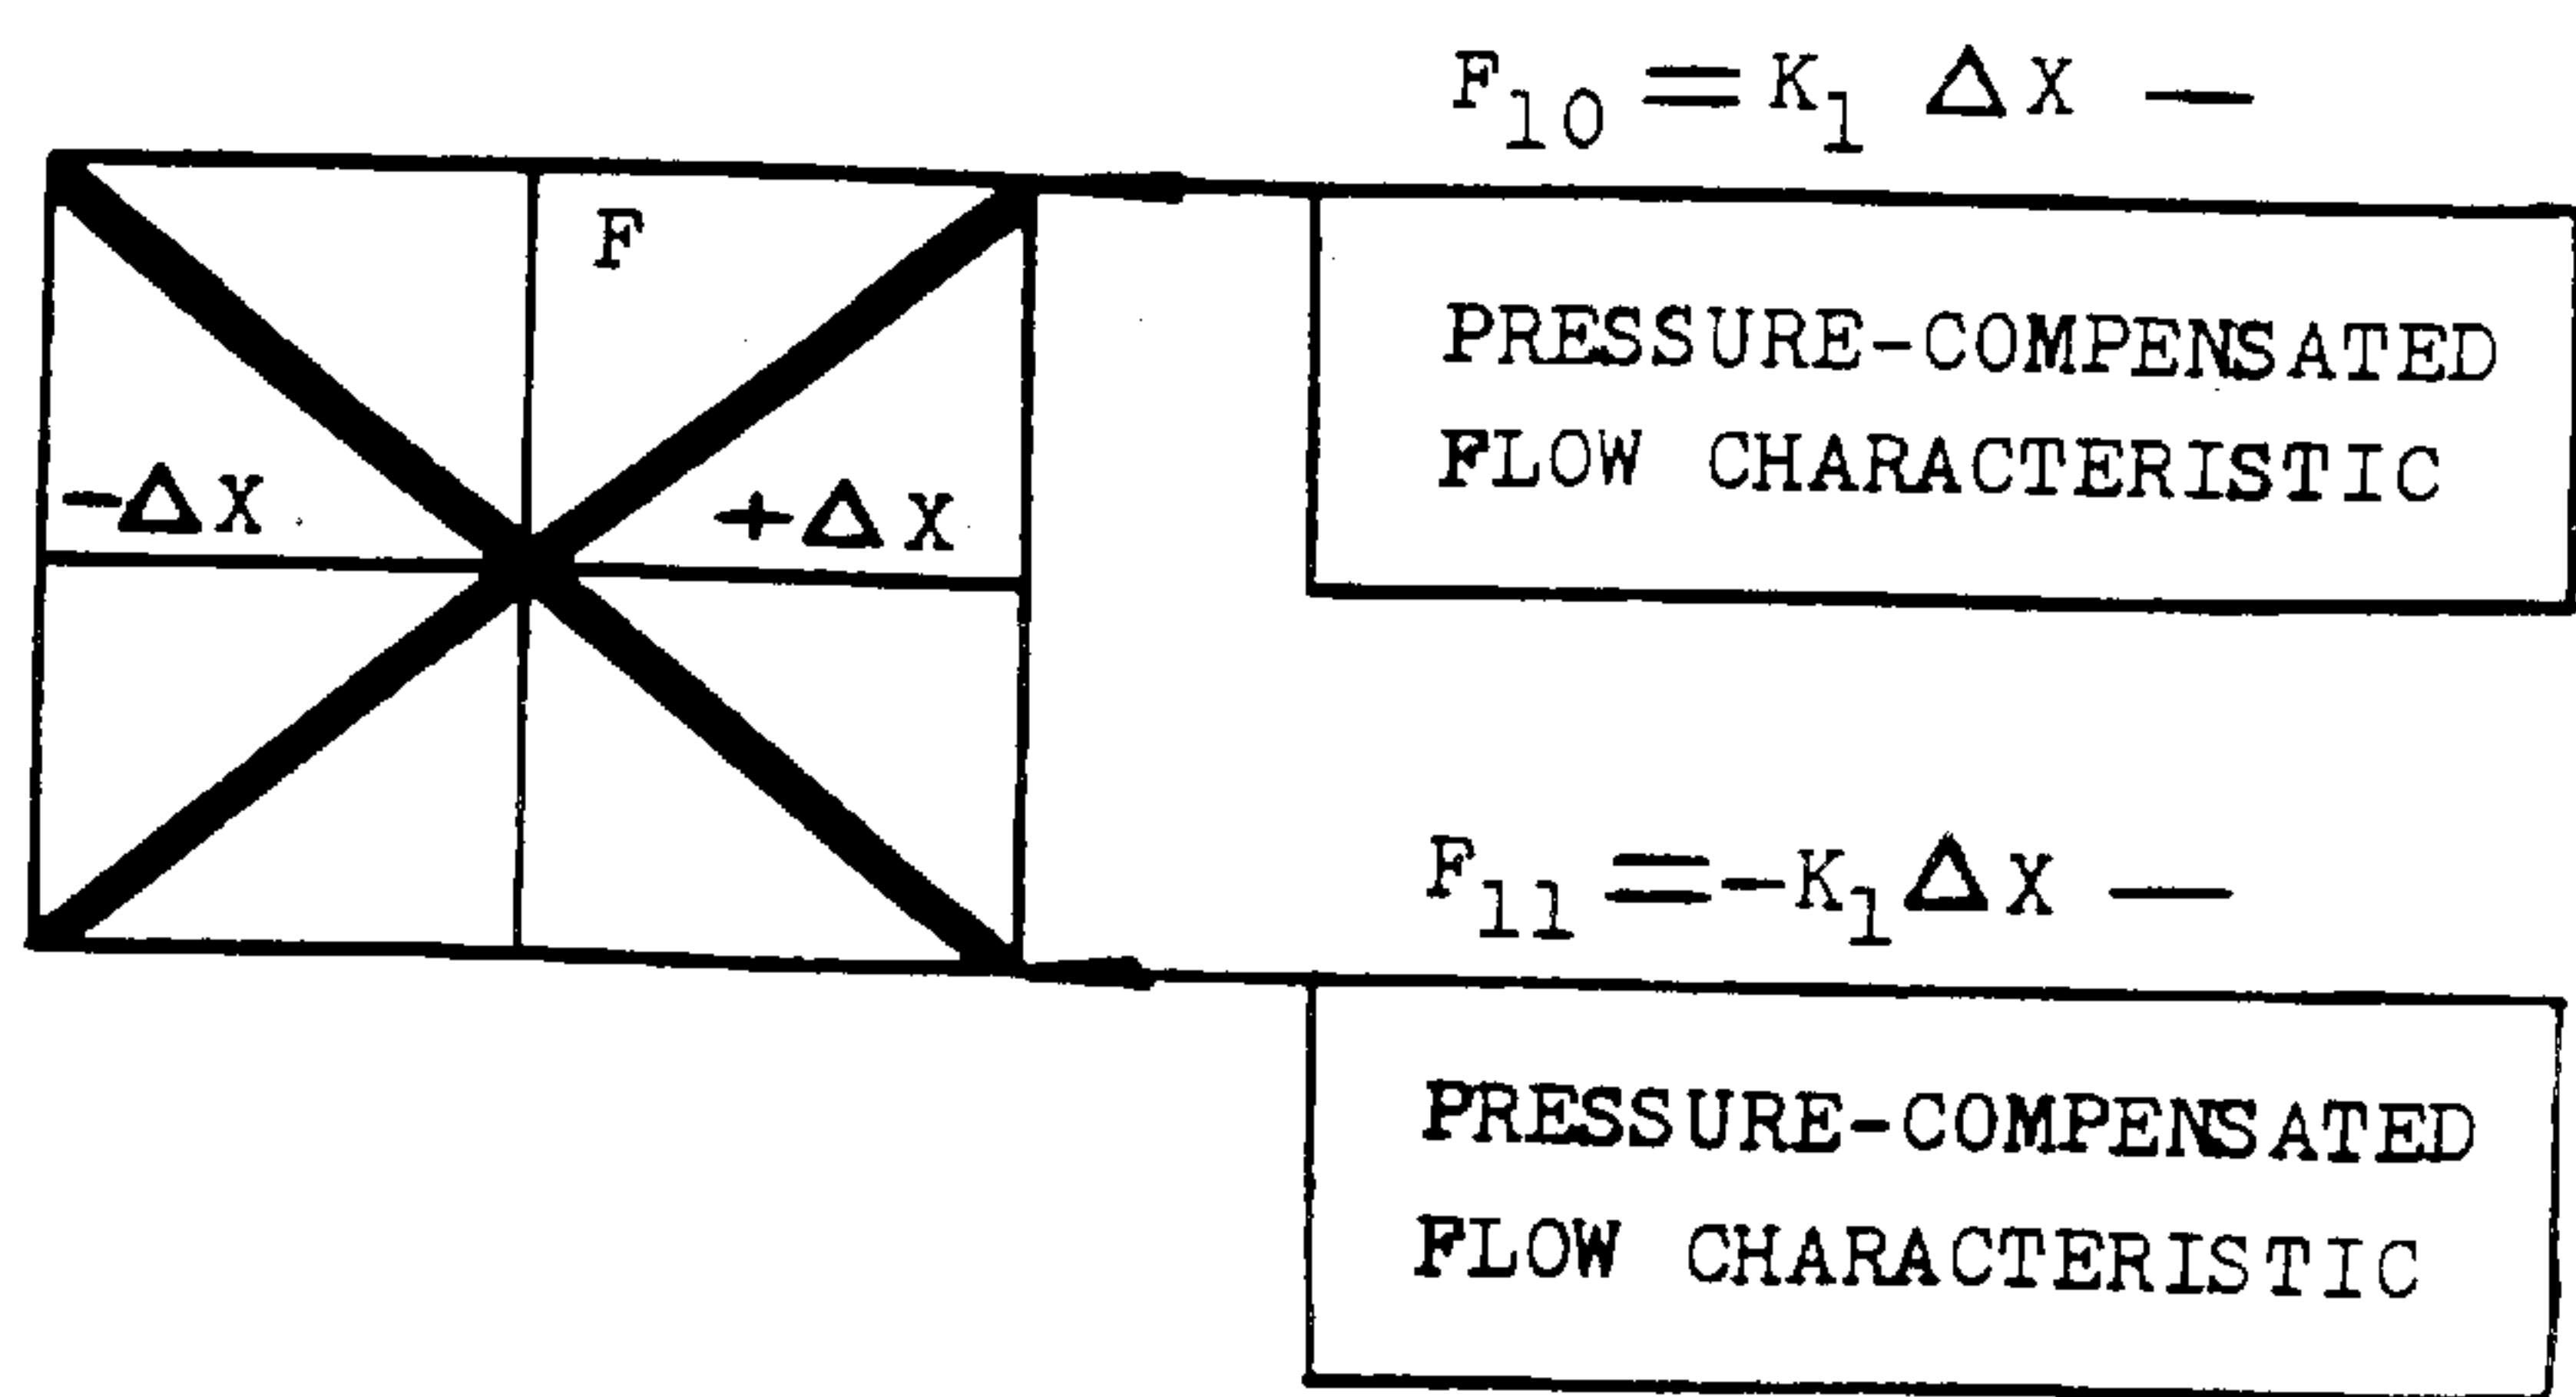 F₁₀ = K₁ ΔX —
F
-ΔX
+ΔX
PRESSURE-COMPENSATED
FLOW CHARACTERISTIC
F₁₁ =-K₁ΔX —
PRESSURE-COMPENSATED
FLOW CHARACTERISTIC